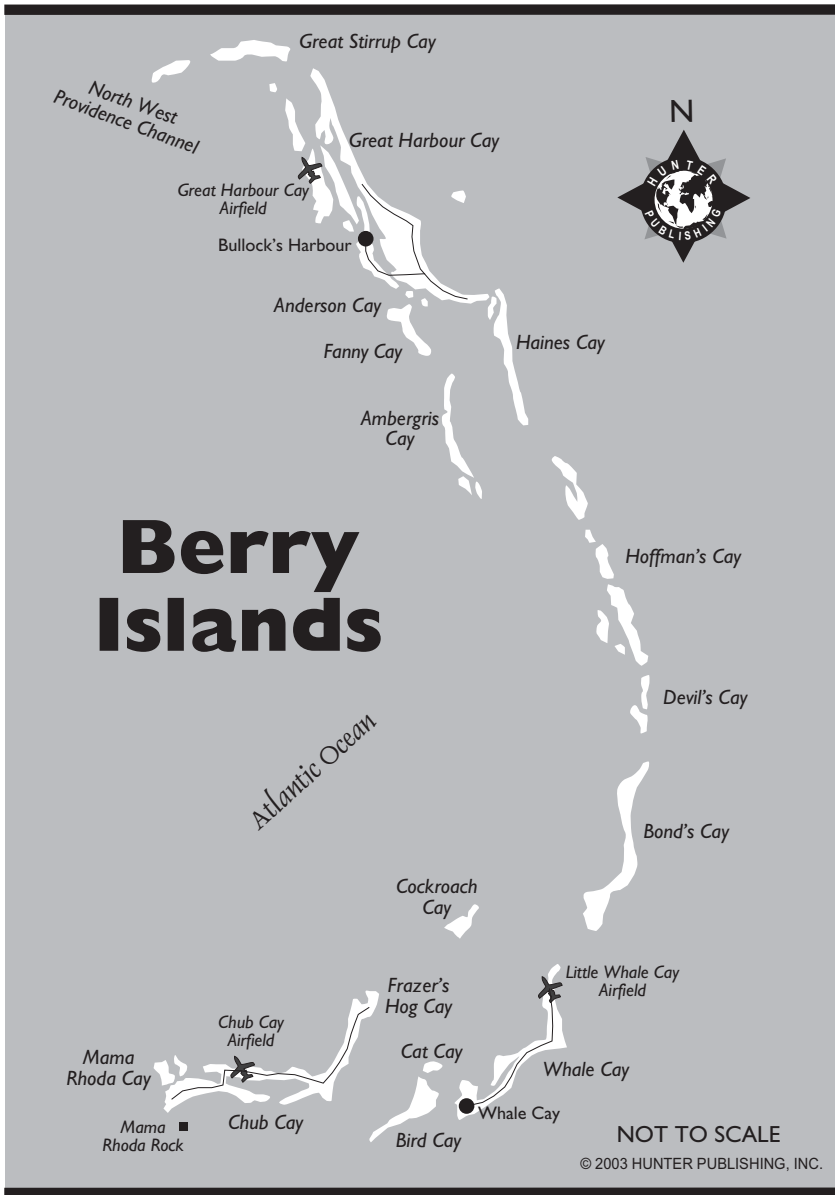 Great Stirrup Cay
North West
Providence Channel
N
HUNTER
PUBLISHING
Great Harbour Cay
Great Harbour Cay
Airfield
Bullock's Harbour
Anderson Cay
Fanny Cay
Haines Cay
Ambergris
Cay
Berry
Islands
Hoffman's Cay
Devil's Cay
Atlantic Ocean
Bond's Cay
Cockroach
Cay
Little Whale Cay
Airfield
Frazer's
Hog Cay
Chub Cay
Airfield
Cat Cay
Mama
Rhoda Cay
Whale Cay
Whale Cay
Chub Cay
Mama
Rhoda Rock
Bird Cay
NOT TO SCALE
© 2003 HUNTER PUBLISHING, INC.